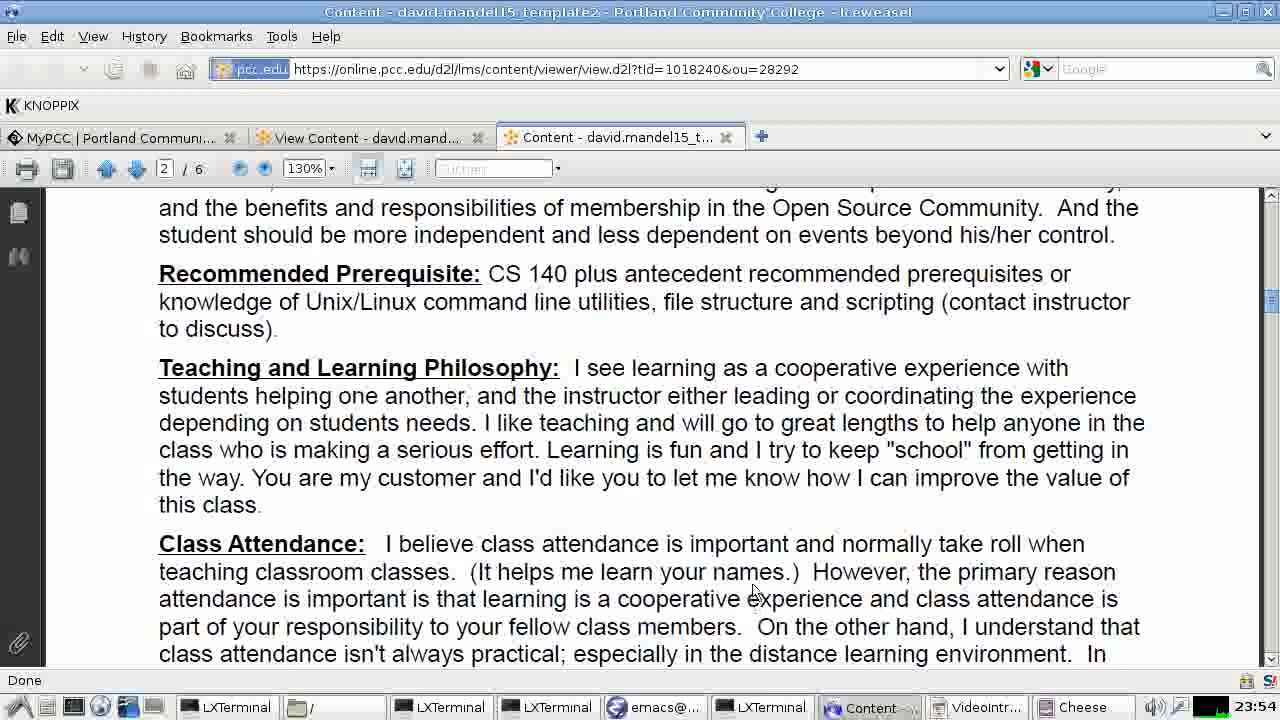 Content - david.mandel15_template2 - Portland Community College - Iceweasel
File Edit View History Bookmarks Tools Help
pcc.edu https://online.pcc.edu/d2l/lms/content/viewer/view.d2l?tId=1018240&ou=28292 Google
KNOPPIX
MyPCC | Portland Communi... View Content - david.mand... Content - david.mandel15_t...
2 / 6 130% Suchen
and the benefits and responsibilities of membership in the Open Source Community. And the
student should be more independent and less dependent on events beyond his/her control.
Recommended Prerequisite: CS 140 plus antecedent recommended prerequisites or
knowledge of Unix/Linux command line utilities, file structure and scripting (contact instructor
to discuss).
Teaching and Learning Philosophy: I see learning as a cooperative experience with
students helping one another, and the instructor either leading or coordinating the experience
depending on students needs. I like teaching and will go to great lengths to help anyone in the
class who is making a serious effort. Learning is fun and I try to keep "school" from getting in
the way. You are my customer and I'd like you to let me know how I can improve the value of
this class.
Class Attendance: I believe class attendance is important and normally take roll when
teaching classroom classes. (It helps me learn your names.) However, the primary reason
attendance is important is that learning is a cooperative experience and class attendance is
part of your responsibility to your fellow class members. On the other hand, I understand that
class attendance isn't always practical; especially in the distance learning environment. In
Done
LXTerminal / LXTerminal LXTerminal emacs@... LXTerminal Content -... Videointr... Cheese 23:54